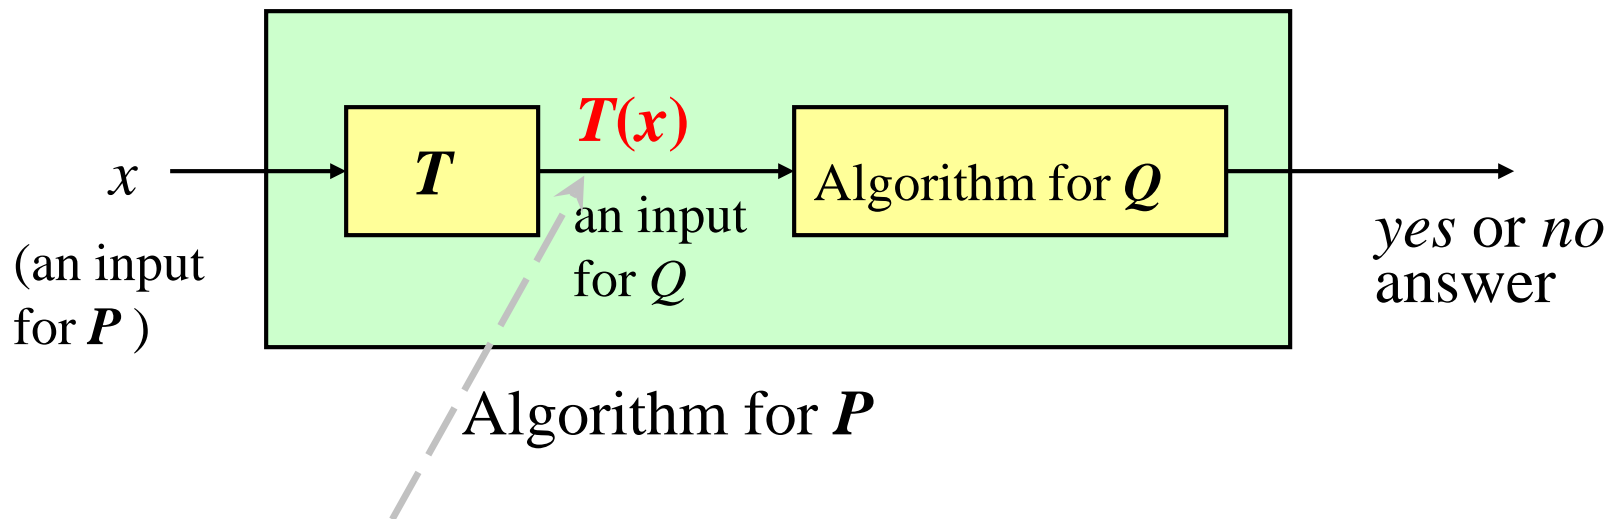 T(x)
x
T
Algorithm for Q
an input
for Q
(an input
for P )
yes or no
answer
Algorithm for P